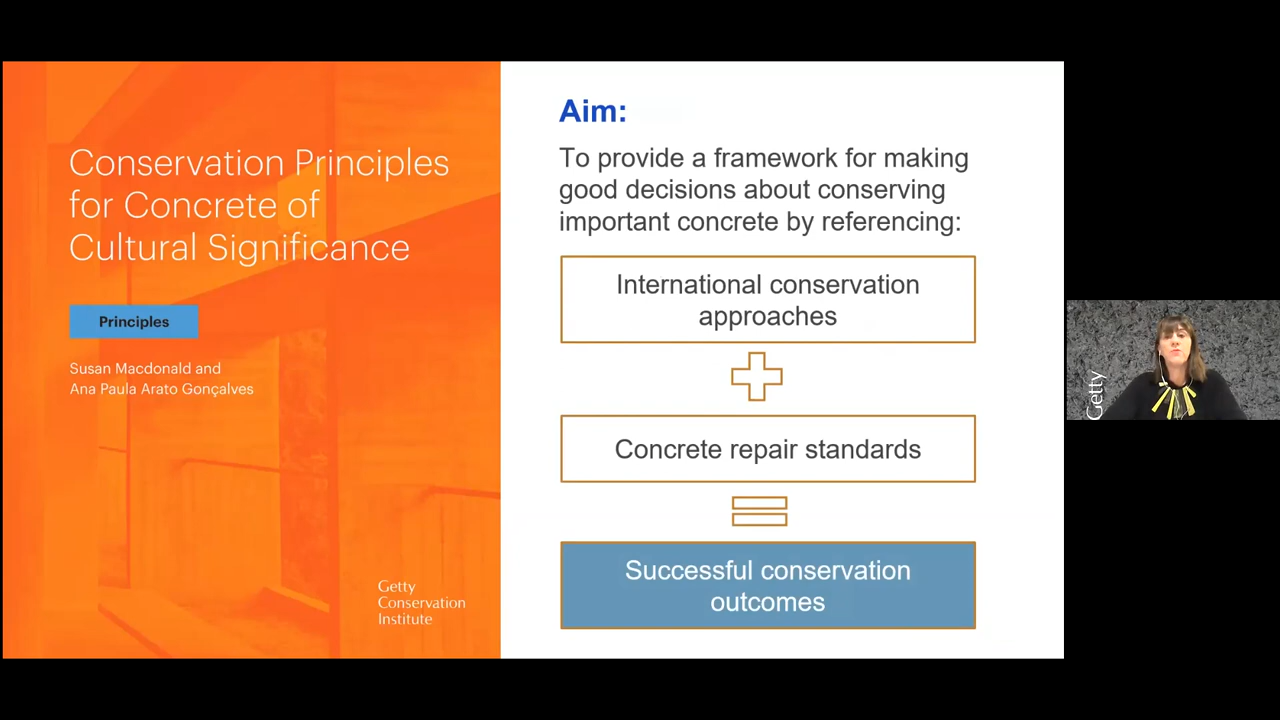 Conservation Principles
for Concrete of
Cultural Significance
Principles
Susan Macdonald and
Ana Paula Arato Gonçalves
Getty
Conservation
Institute
Aim:
To provide a framework for making
good decisions about conserving
important concrete by referencing:
International conservation
approaches
Concrete repair standards
Successful conservation
outcomes
Getty